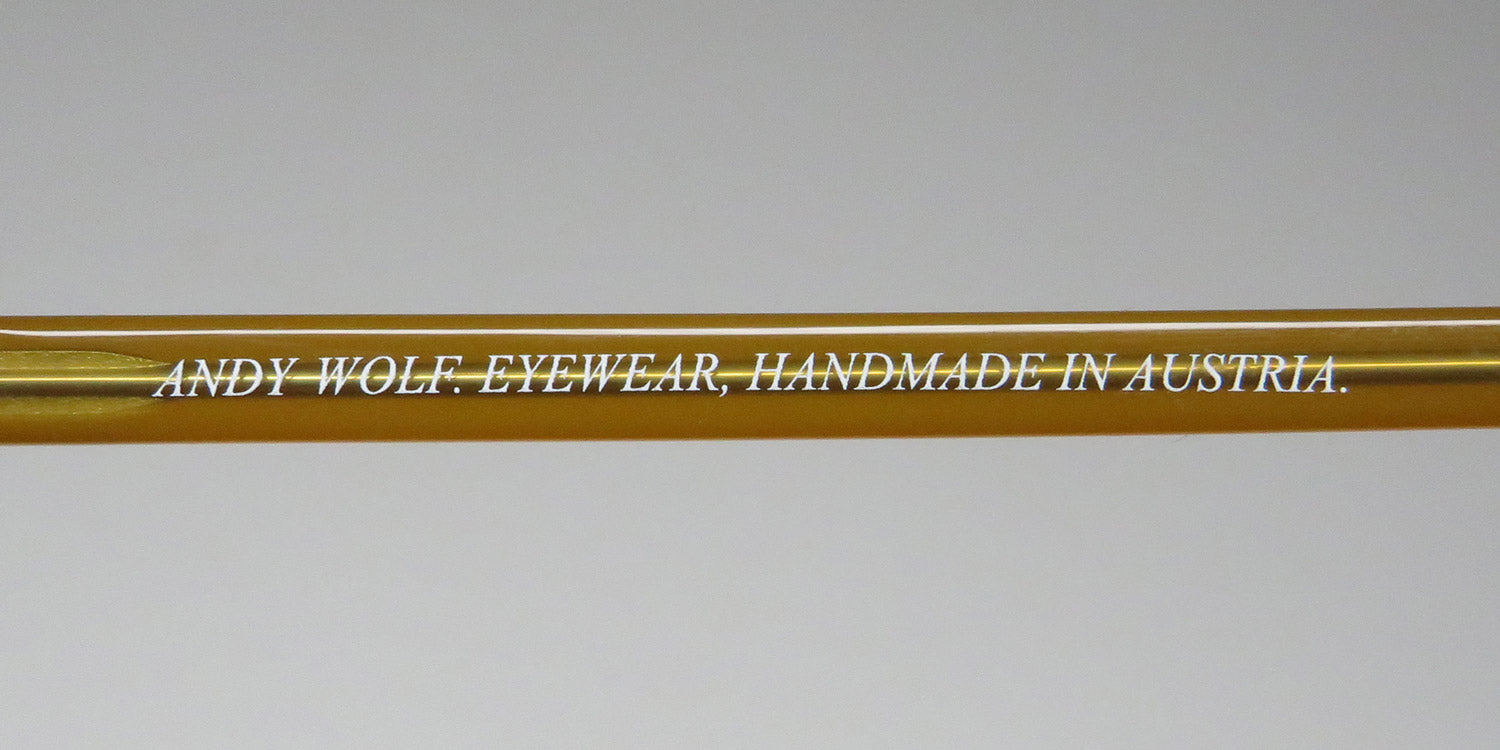 ANDY WOLF. EYEWEAR, HANDMADE IN AUSTRIA.